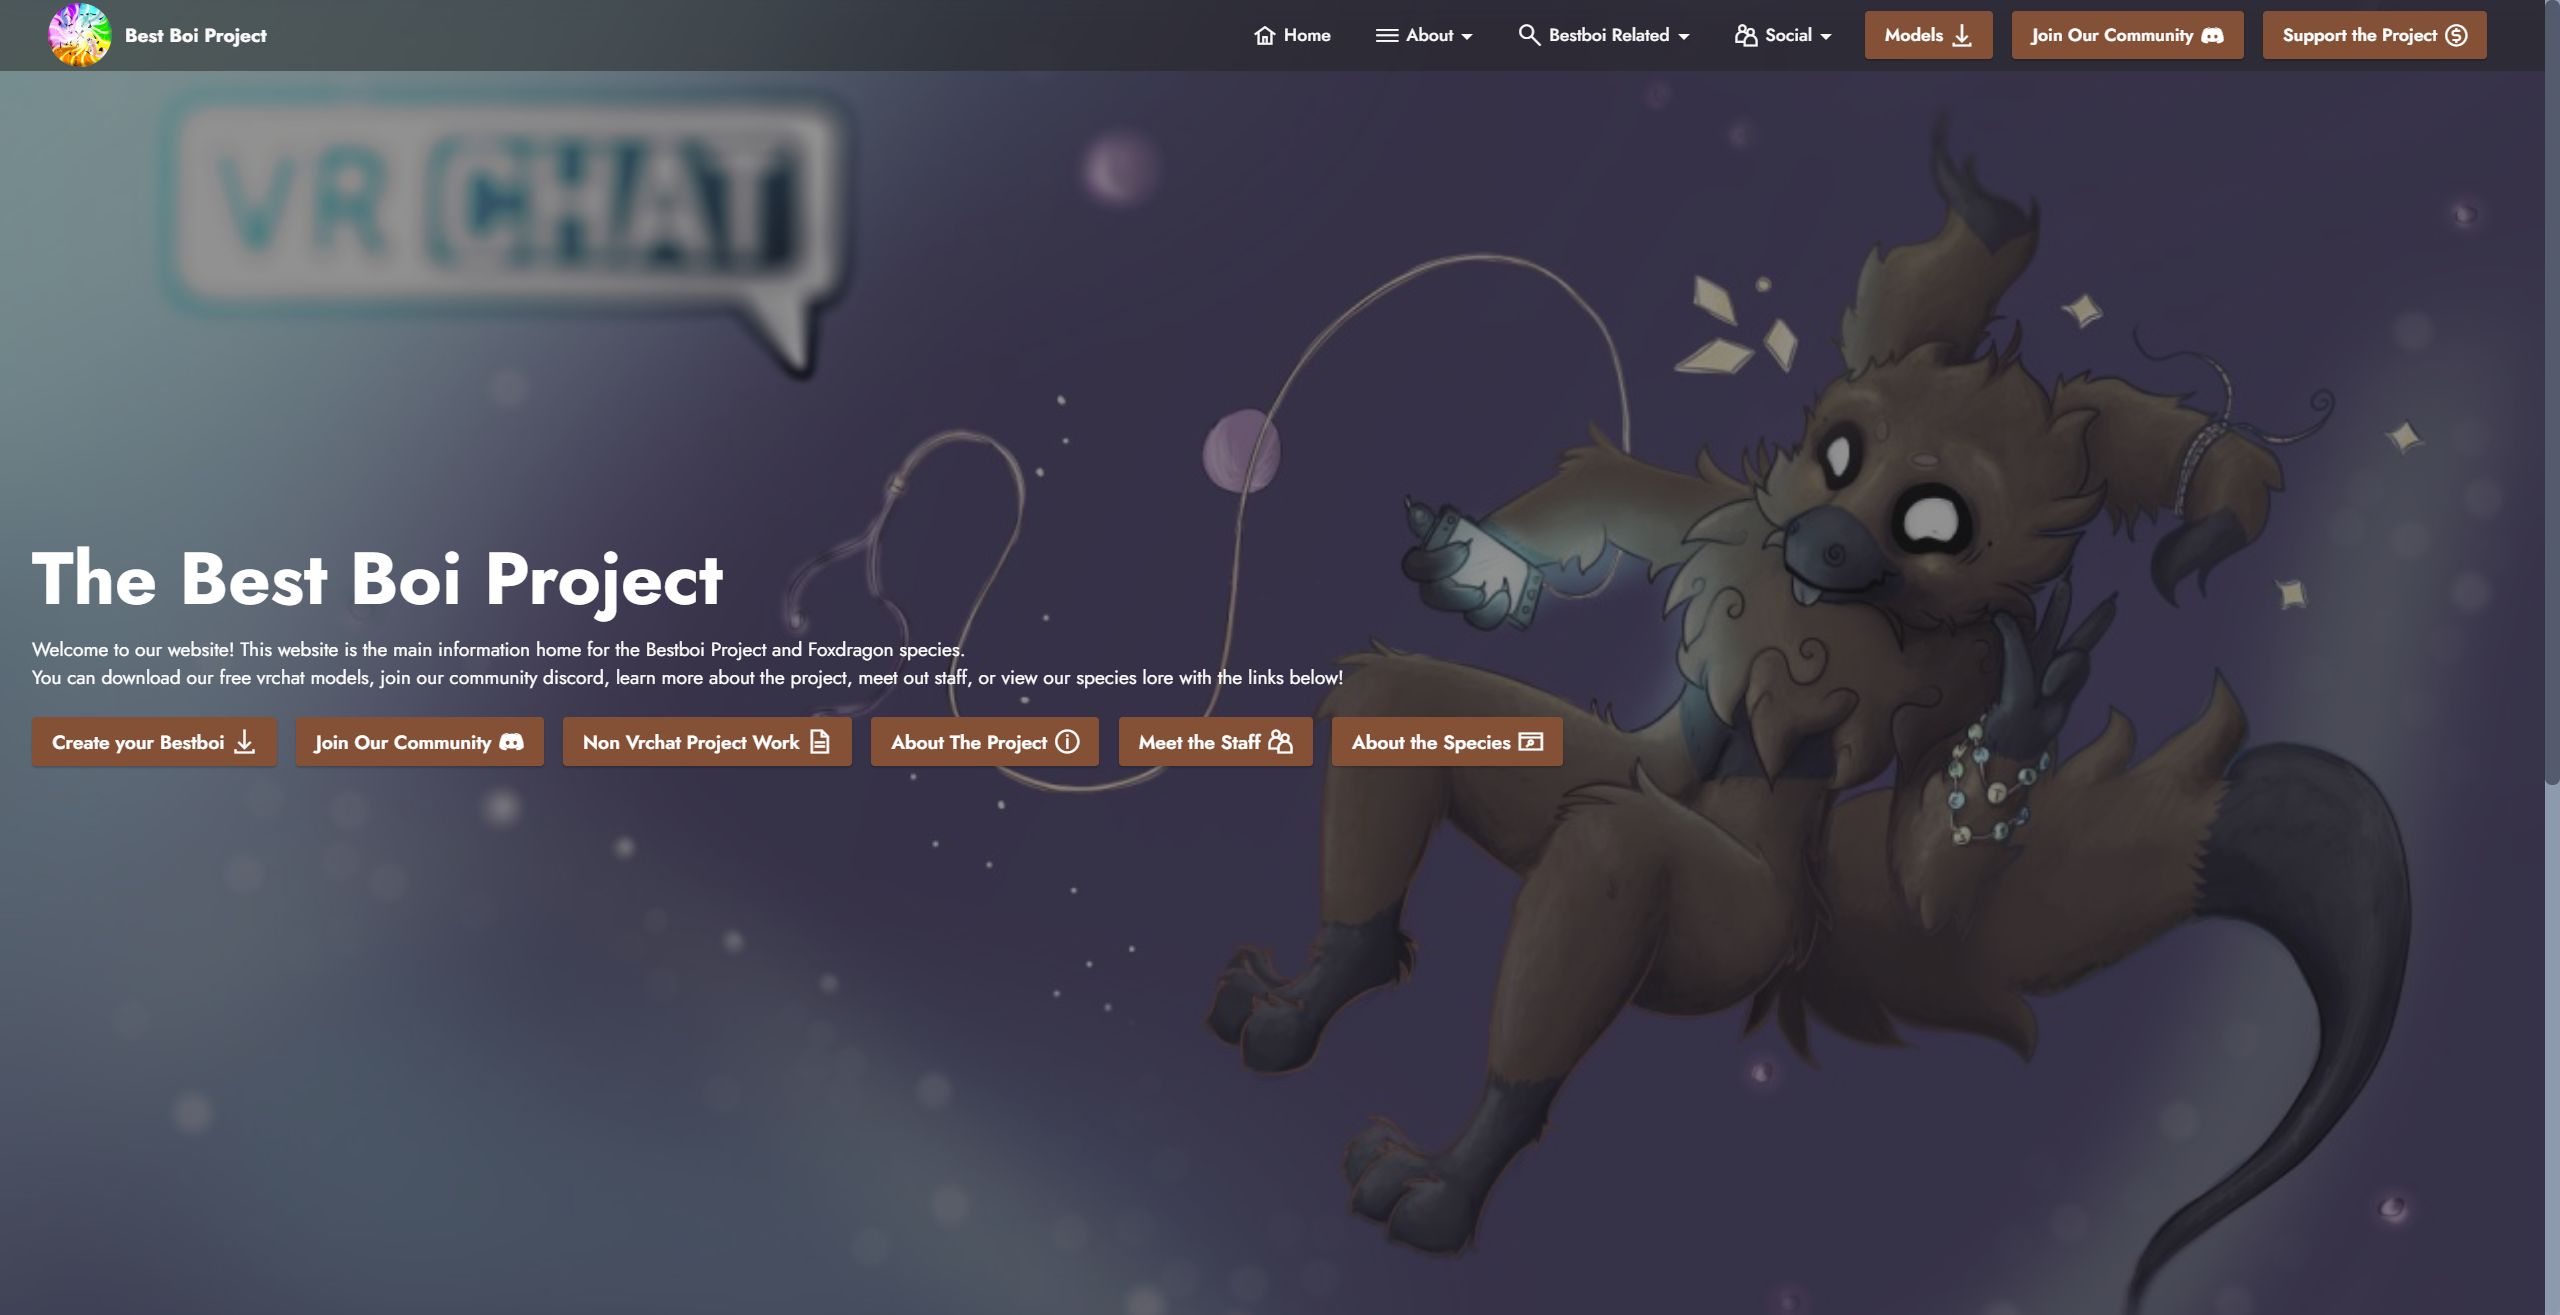 Best Boi Project
Home
About
Bestboi Related
Social
Models
Join Our Community
Support the Project
VRCHAT
The Best Boi Project
Welcome to our website! This website is the main information home for the Bestboi Project and Foxdragon species.
You can download our free vrchat models, join our community discord, learn more about the project, meet out staff, or view our species lore with the links below!
Create your Bestboi
Join Our Community
Non Vrchat Project Work
About The Project
Meet the Staff
About the Species